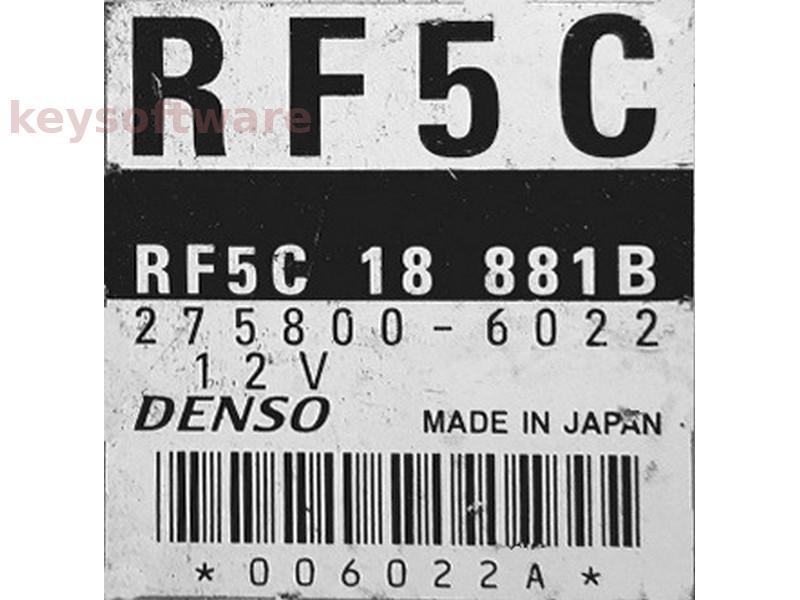 RF5C
keysoftware
RF5C 18 881B
275800-6022
12V
DENSO MADE IN JAPAN
*006022A*